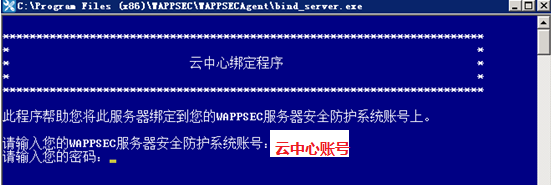 C:\Program Files (x86)\WAPPSEC\WAPPSECAgent\bind_server.exe
**************************************************************
* *
* 云中心绑定程序 *
* *
**************************************************************
此程序帮助您将此服务器绑定到您的WAPPSEC服务器安全防护系统账号上。
请输入您的WAPPSEC服务器安全防护系统账号：云中心账号
请输入您的密码：_